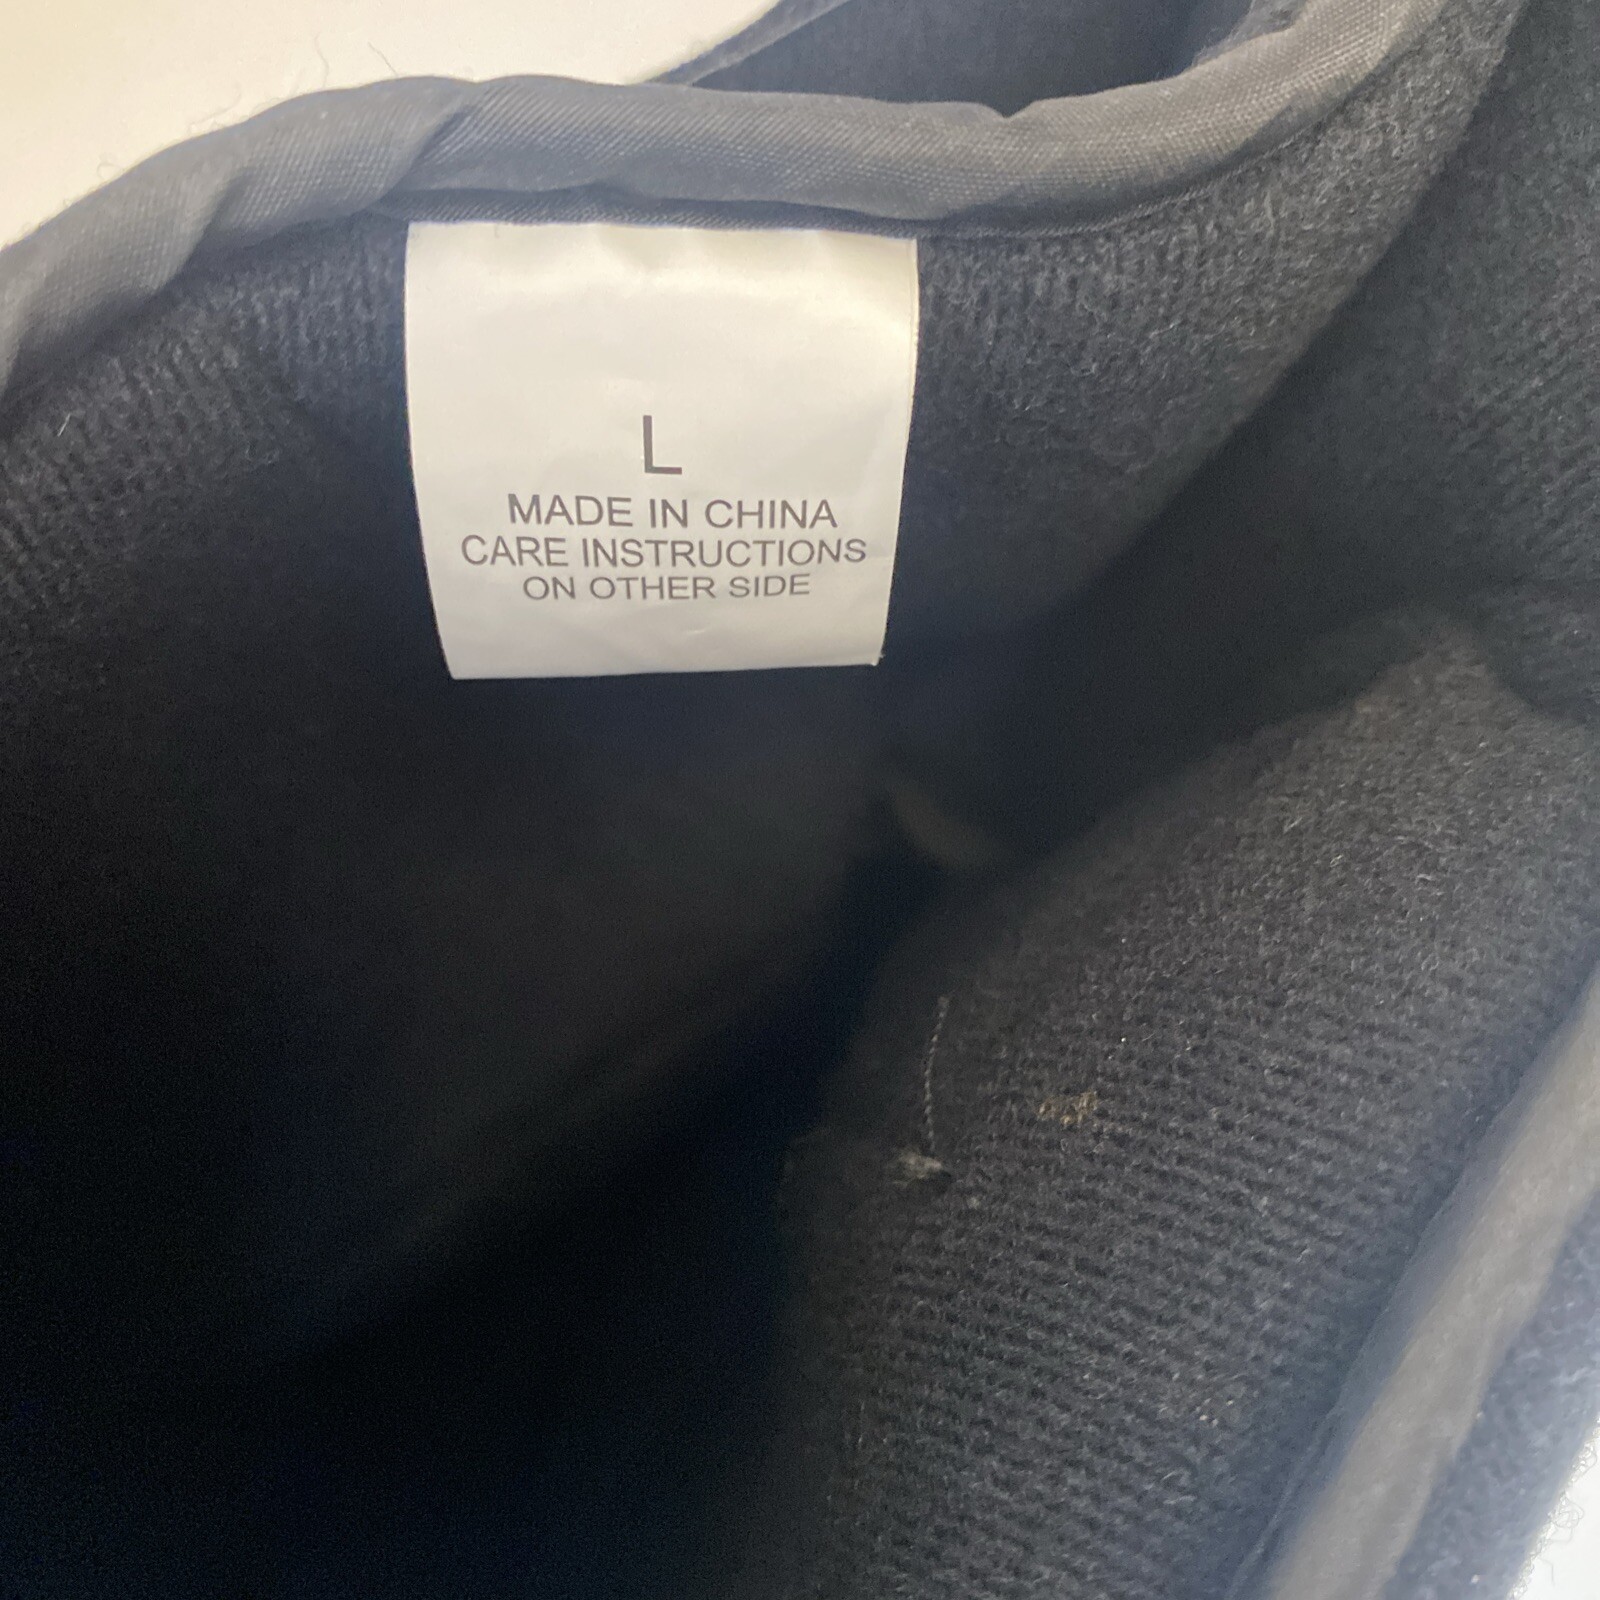 L
MADE IN CHINA
CARE INSTRUCTIONS
ON OTHER SIDE